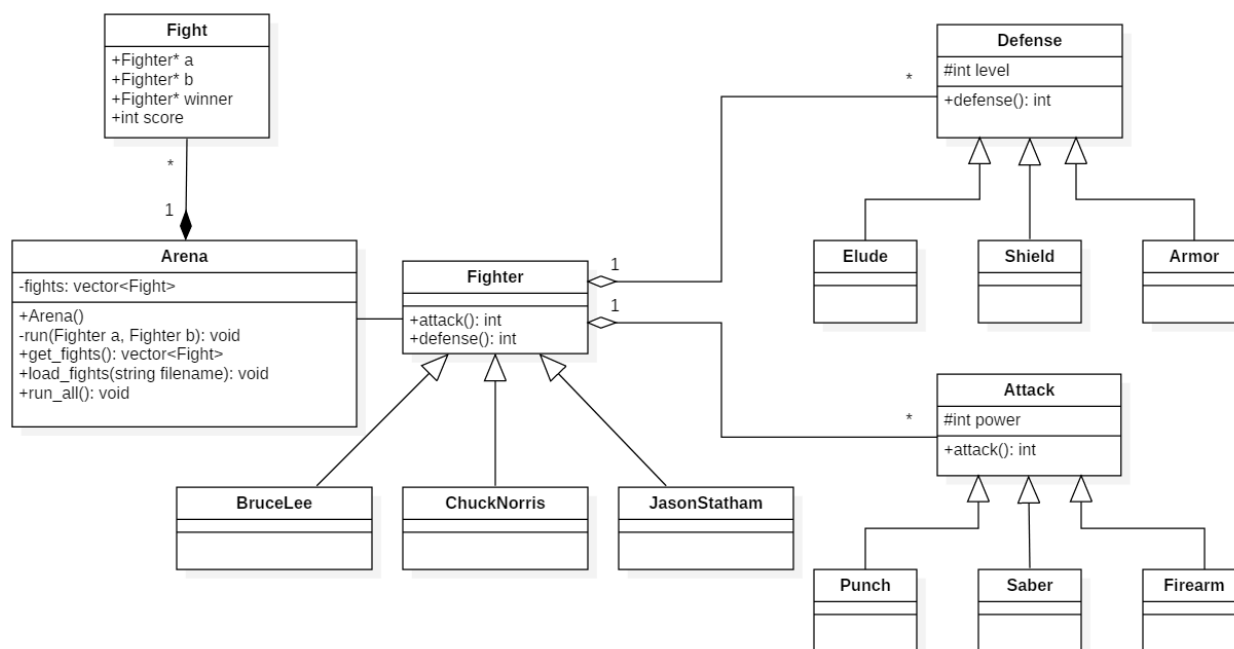 Fight
+Fighter* a
+Fighter* b
+Fighter* winner
+int score
*
1
Arena
-fights: vector<Fight>
+Arena()
-run(Fighter a, Fighter b): void
+get_fights(): vector<Fight>
+load_fights(string filename): void
+run_all(): void
Fighter
+attack(): int
+defense(): int
1
1
*
*
BruceLee
ChuckNorris
JasonStatham
Defense
#int level
+defense(): int
Elude
Shield
Armor
Attack
#int power
+attack(): int
Punch
Saber
Firearm